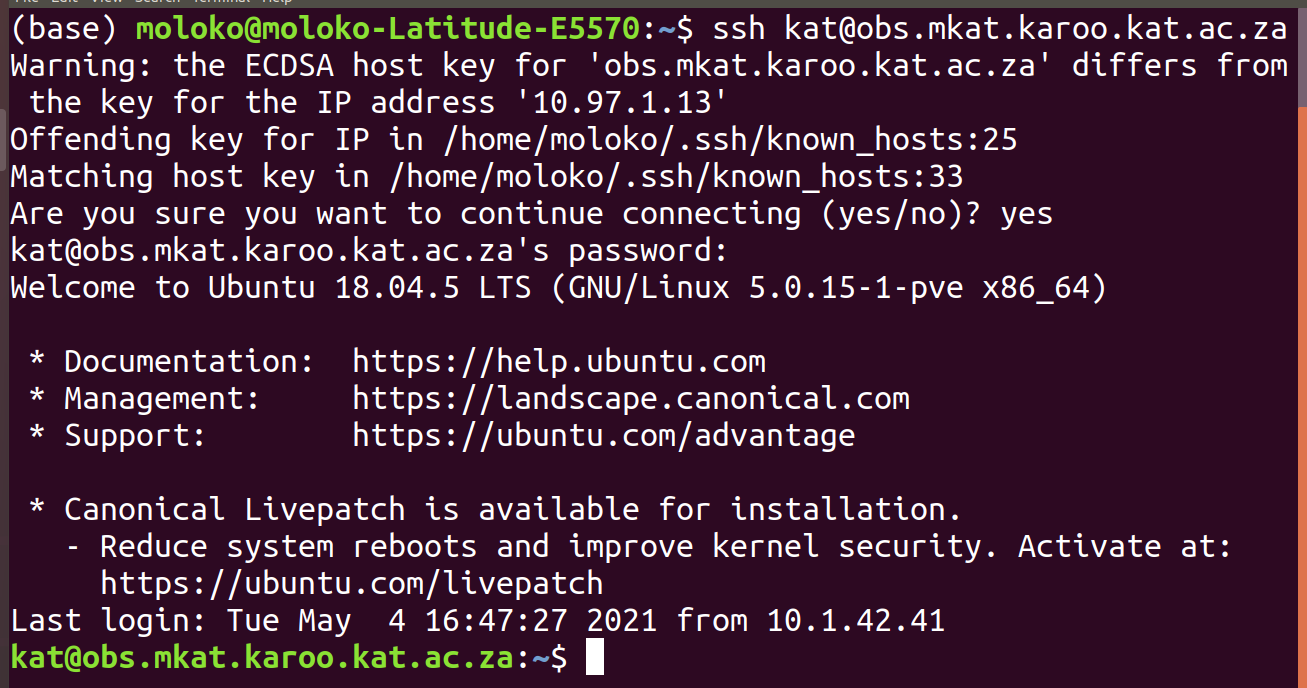 (base) moloko@moloko-Latitude-E5570:~$ ssh kat@obs.mkat.karoo.kat.ac.za
Warning: the ECDSA host key for 'obs.mkat.karoo.kat.ac.za' differs from
 the key for the IP address '10.97.1.13'
Offending key for IP in /home/moloko/.ssh/known_hosts:25
Matching host key in /home/moloko/.ssh/known_hosts:33
Are you sure you want to continue connecting (yes/no)? yes
kat@obs.mkat.karoo.kat.ac.za's password:
Welcome to Ubuntu 18.04.5 LTS (GNU/Linux 5.0.15-1-pve x86_64)

 * Documentation:  https://help.ubuntu.com
 * Management:     https://landscape.canonical.com
 * Support:        https://ubuntu.com/advantage

 * Canonical Livepatch is available for installation.
   - Reduce system reboots and improve kernel security. Activate at:
     https://ubuntu.com/livepatch
Last login: Tue May  4 16:47:27 2021 from 10.1.42.41
kat@obs.mkat.karoo.kat.ac.za:~$